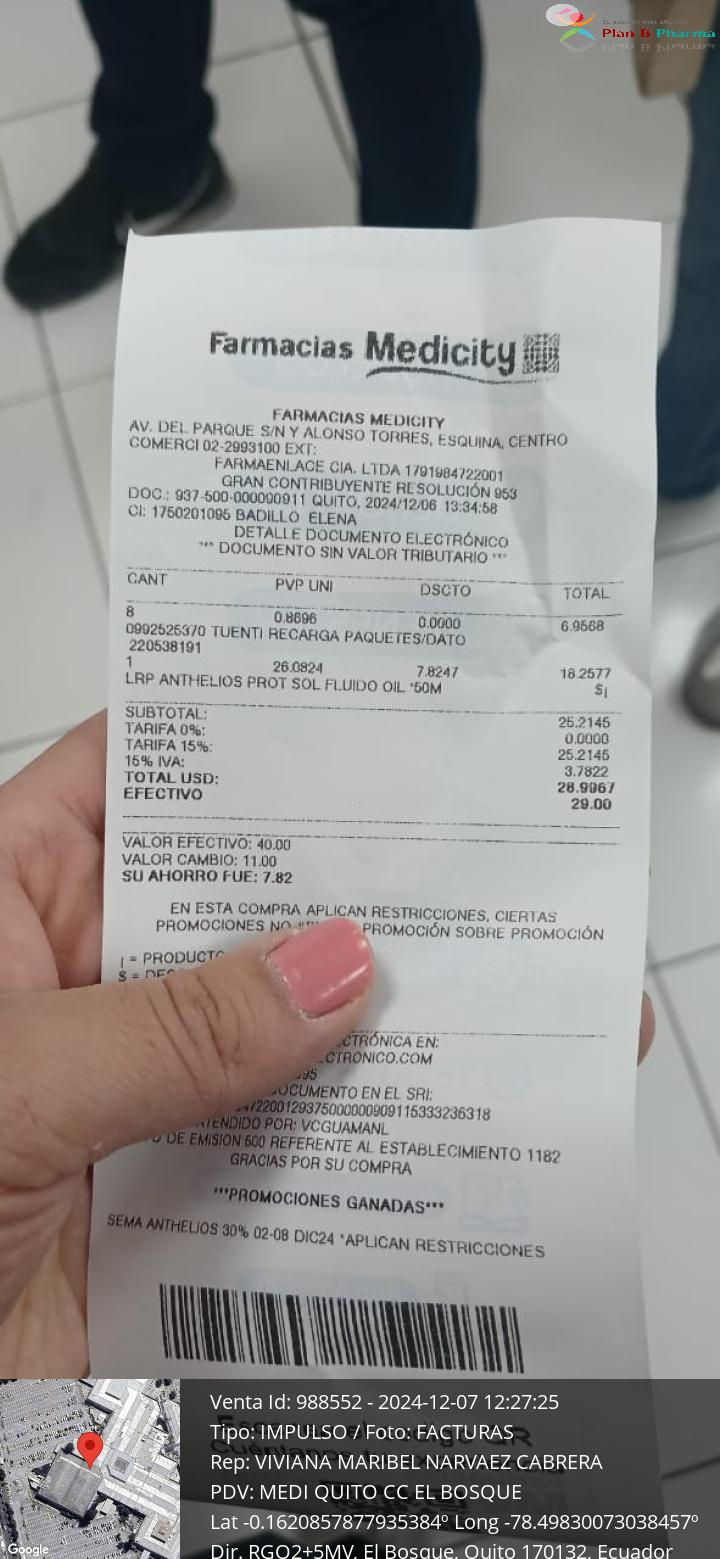 Plan B Pharma
Farmacias Medicity
FARMACIAS MEDICITY
AV. DEL PARQUE S/N Y ALONSO TORRES, ESQUINA, CENTRO
COMERCI 02-2993100 EXT:
FARMAENLACE CIA. LTDA 1791984722001
GRAN CONTRIBUYENTE RESOLUCIÓN 953
DOC.: 937-500-000090911 QUITO, 2024/12/06 13:34:58
CI: 1750201095 BADILLO ELENA
DETALLE DOCUMENTO ELECTRÓNICO
*** DOCUMENTO SIN VALOR TRIBUTARIO ***
CANT PVP UNI DSCTO TOTAL
8 0.8696 0.0000 6.9568
0992525370 TUENTI RECARGA PAQUETES/DATO
220538191
1 26.0824 7.8247 18.2577
LRP ANTHELIOS PROT SOL FLUIDO OIL *50M S¡
SUBTOTAL: 25.2145
TARIFA 0%: 0.0000
TARIFA 15%: 25.2145
15% IVA: 3.7822
TOTAL USD: 28.9967
EFECTIVO 29.00
VALOR EFECTIVO: 40.00
VALOR CAMBIO: 11.00
SU AHORRO FUE: 7.82
EN ESTA COMPRA APLICAN RESTRICCIONES, CIERTAS
PROMOCIONES NO PROMOCIÓN SOBRE PROMOCIÓN
¡ = PRODUCTO
$ =
CTRÓNICA EN:
CTRONICO.COM
95
OCUMENTO EN EL SRI:
472200129375000000909115333236318
ATENDIDO POR: VCGUAMANL
DE EMISION 500 REFERENTE AL ESTABLECIMIENTO 1182
GRACIAS POR SU COMPRA
***PROMOCIONES GANADAS***
SEMA ANTHELIOS 30% 02-08 DIC24 *APLICAN RESTRICCIONES
Venta Id: 988552 - 2024-12-07 12:27:25
Tipo: IMPULSO / Foto: FACTURAS
Rep: VIVIANA MARIBEL NARVAEZ CABRERA
PDV: MEDI QUITO CC EL BOSQUE
Lat -0.1620857877935384º Long -78.49830073038457º
Dir. RGQ2+5MV, El Bosque, Quito 170132, Ecuador
Google